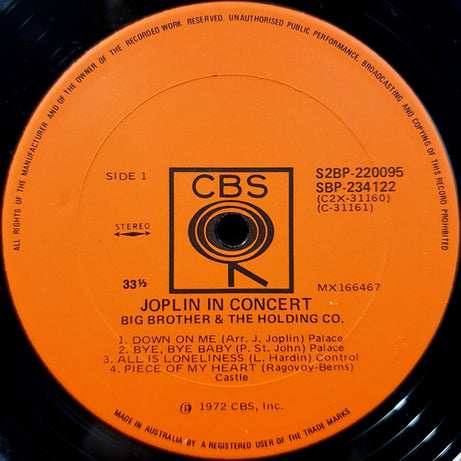 ALL RIGHTS OF THE MANUFACTURER AND OF THE OWNER OF THE RECORDED WORK RESERVED. UNAUTHORISED PUBLIC PERFORMANCE, BROADCASTING AND COPYING OF THIS RECORD PROHIBITED
SIDE 1
CBS
S2BP-220095
SBP-234122
(C2X-31160)
(C-31161)
STEREO
33⅓
MX166467
JOPLIN IN CONCERT
BIG BROTHER & THE HOLDING CO.
1. DOWN ON ME (Arr. J. Joplin) Palace
2. BYE, BYE BABY (P. St. John) Palace
3. ALL IS LONELINESS (L. Hardin) Control
4. PIECE OF MY HEART (Ragovoy-Berns)
Castle
℗ 1972 CBS, Inc.
MADE IN AUSTRALIA BY A REGISTERED USER OF THE TRADE MARKS